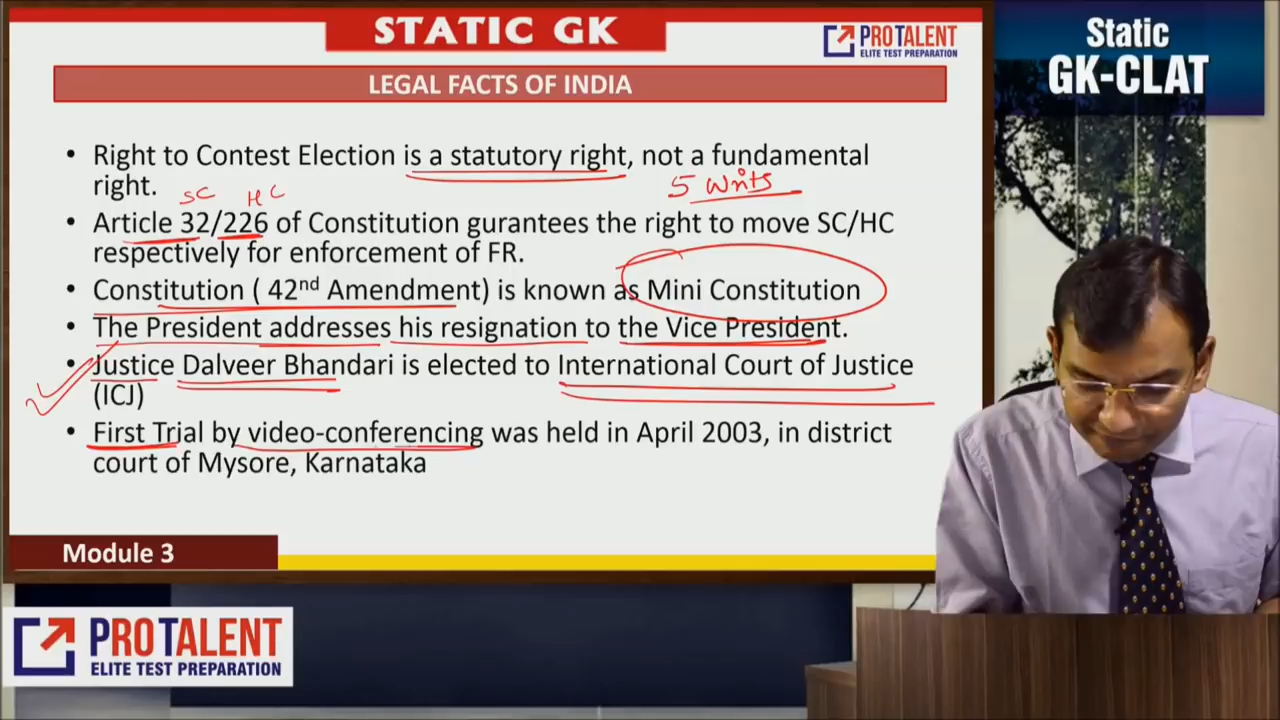 STATIC GK
PROTALENT
ELITE TEST PREPARATION
Static
GK-CLAT
LEGAL FACTS OF INDIA
• Right to Contest Election is a statutory right, not a fundamental
right.
SC HC
5 Writs
• Article 32/226 of Constitution gurantees the right to move SC/HC
respectively for enforcement of FR.
• Constitution ( 42nd Amendment) is known as Mini Constitution
• The President addresses his resignation to the Vice President.
• Justice Dalveer Bhandari is elected to International Court of Justice
(ICJ)
• First Trial by video-conferencing was held in April 2003, in district
court of Mysore, Karnataka
Module 3
PROTALENT
ELITE TEST PREPARATION